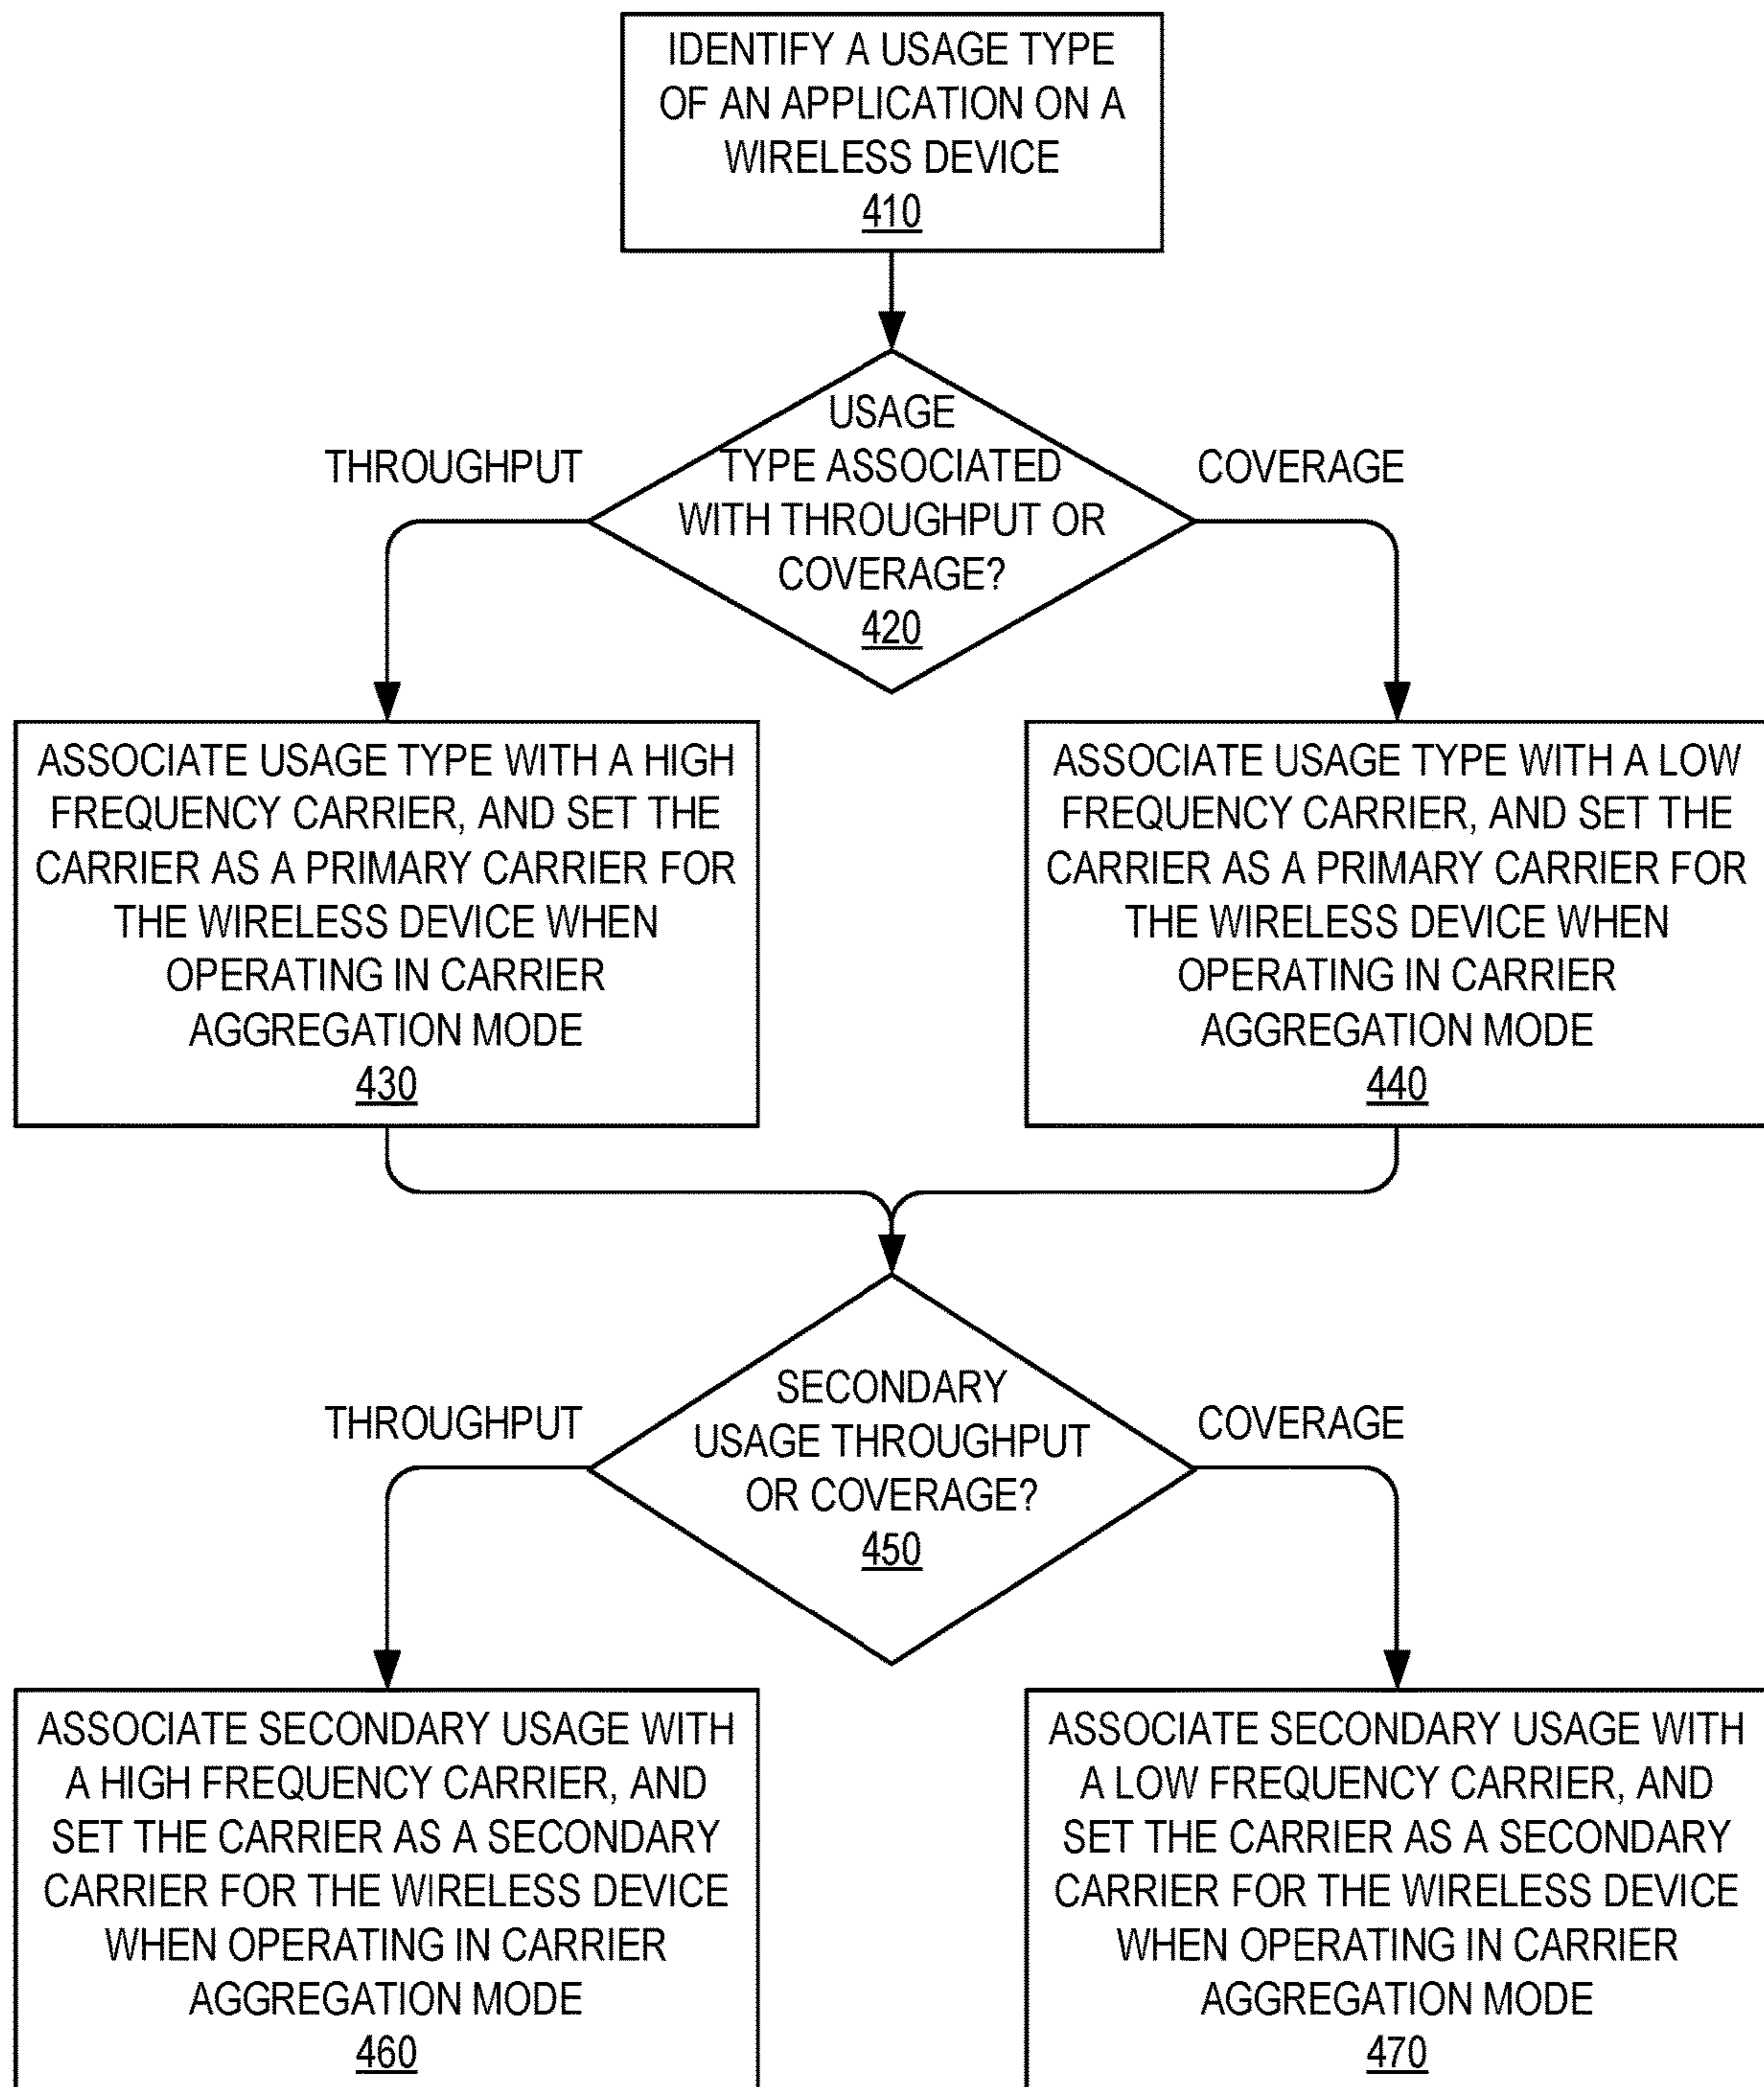 IDENTIFY A USAGE TYPE
OF AN APPLICATION ON A
WIRELESS DEVICE
410
USAGE
TYPE ASSOCIATED
WITH THROUGHPUT OR
COVERAGE?
420
THROUGHPUT
COVERAGE
ASSOCIATE USAGE TYPE WITH A HIGH
FREQUENCY CARRIER, AND SET THE
CARRIER AS A PRIMARY CARRIER FOR
THE WIRELESS DEVICE WHEN
OPERATING IN CARRIER
AGGREGATION MODE
430
ASSOCIATE USAGE TYPE WITH A LOW
FREQUENCY CARRIER, AND SET THE
CARRIER AS A PRIMARY CARRIER FOR
THE WIRELESS DEVICE WHEN
OPERATING IN CARRIER
AGGREGATION MODE
440
SECONDARY
USAGE THROUGHPUT
OR COVERAGE?
450
THROUGHPUT
COVERAGE
ASSOCIATE SECONDARY USAGE WITH
A HIGH FREQUENCY CARRIER, AND
SET THE CARRIER AS A SECONDARY
CARRIER FOR THE WIRELESS DEVICE
WHEN OPERATING IN CARRIER
AGGREGATION MODE
460
ASSOCIATE SECONDARY USAGE WITH
A LOW FREQUENCY CARRIER, AND
SET THE CARRIER AS A SECONDARY
CARRIER FOR THE WIRELESS DEVICE
WHEN OPERATING IN CARRIER
AGGREGATION MODE
470